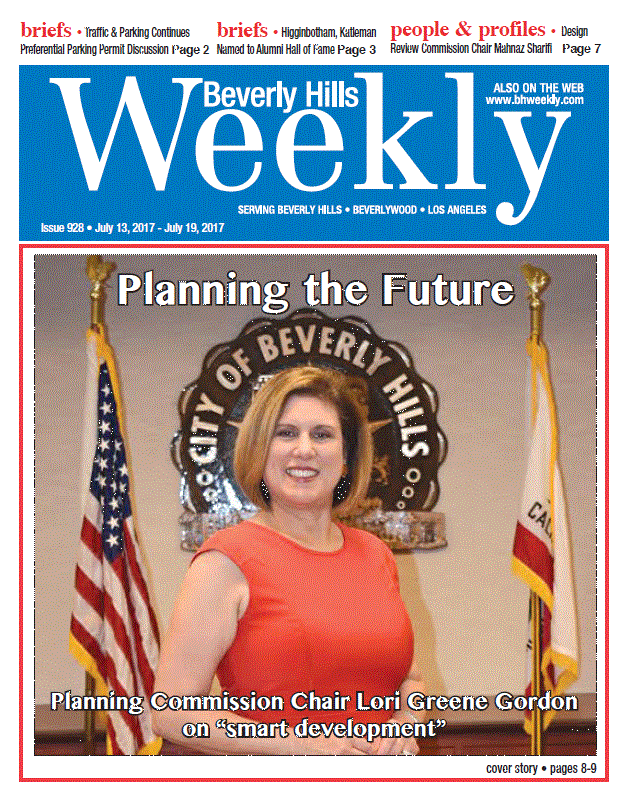 briefs • Traffic & Parking Continues
Preferential Parking Permit Discussion Page 2
briefs • Higginbotham, Katleman
Named to Alumni Hall of Fame Page 3
people & profiles • Design
Review Commission Chair Mahnaz Sharifi Page 7
Beverly Hills
Weekly
ALSO ON THE WEB
www.bhweekly.com
SERVING BEVERLY HILLS • BEVERLYWOOD • LOS ANGELES
Issue 928 • July 13, 2017 - July 19, 2017
Planning the Future
CITY OF BEVERLY HILLS
CAL
Planning Commission Chair Lori Greene Gordon
on “smart development”
cover story • pages 8-9